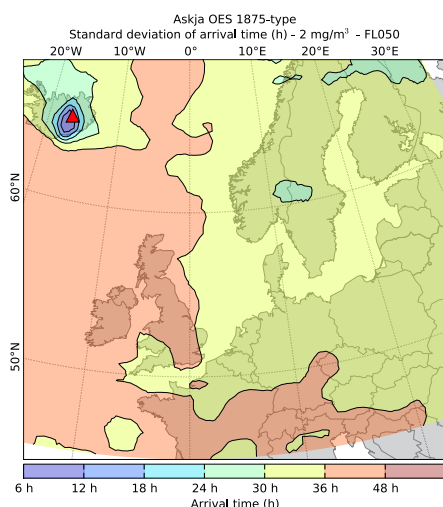 Askja OES 1875-type
Standard deviation of arrival time (h) - 2 mg/m³ - FL050
20°W 10°W 0° 10°E 20°E 30°E
60°N
50°N
6 h 12 h 18 h 24 h 30 h 36 h 48 h
Arrival time (h)